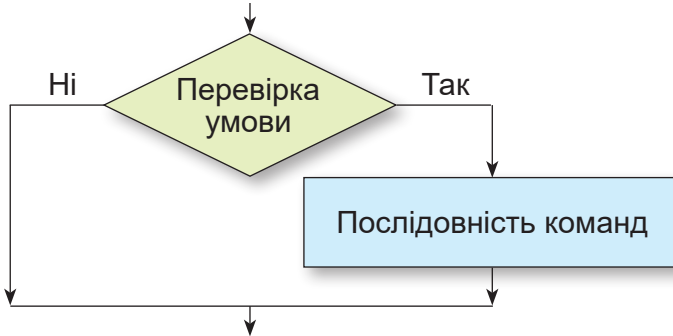 Ні
Перевірка
умови
Так
Послідовність команд